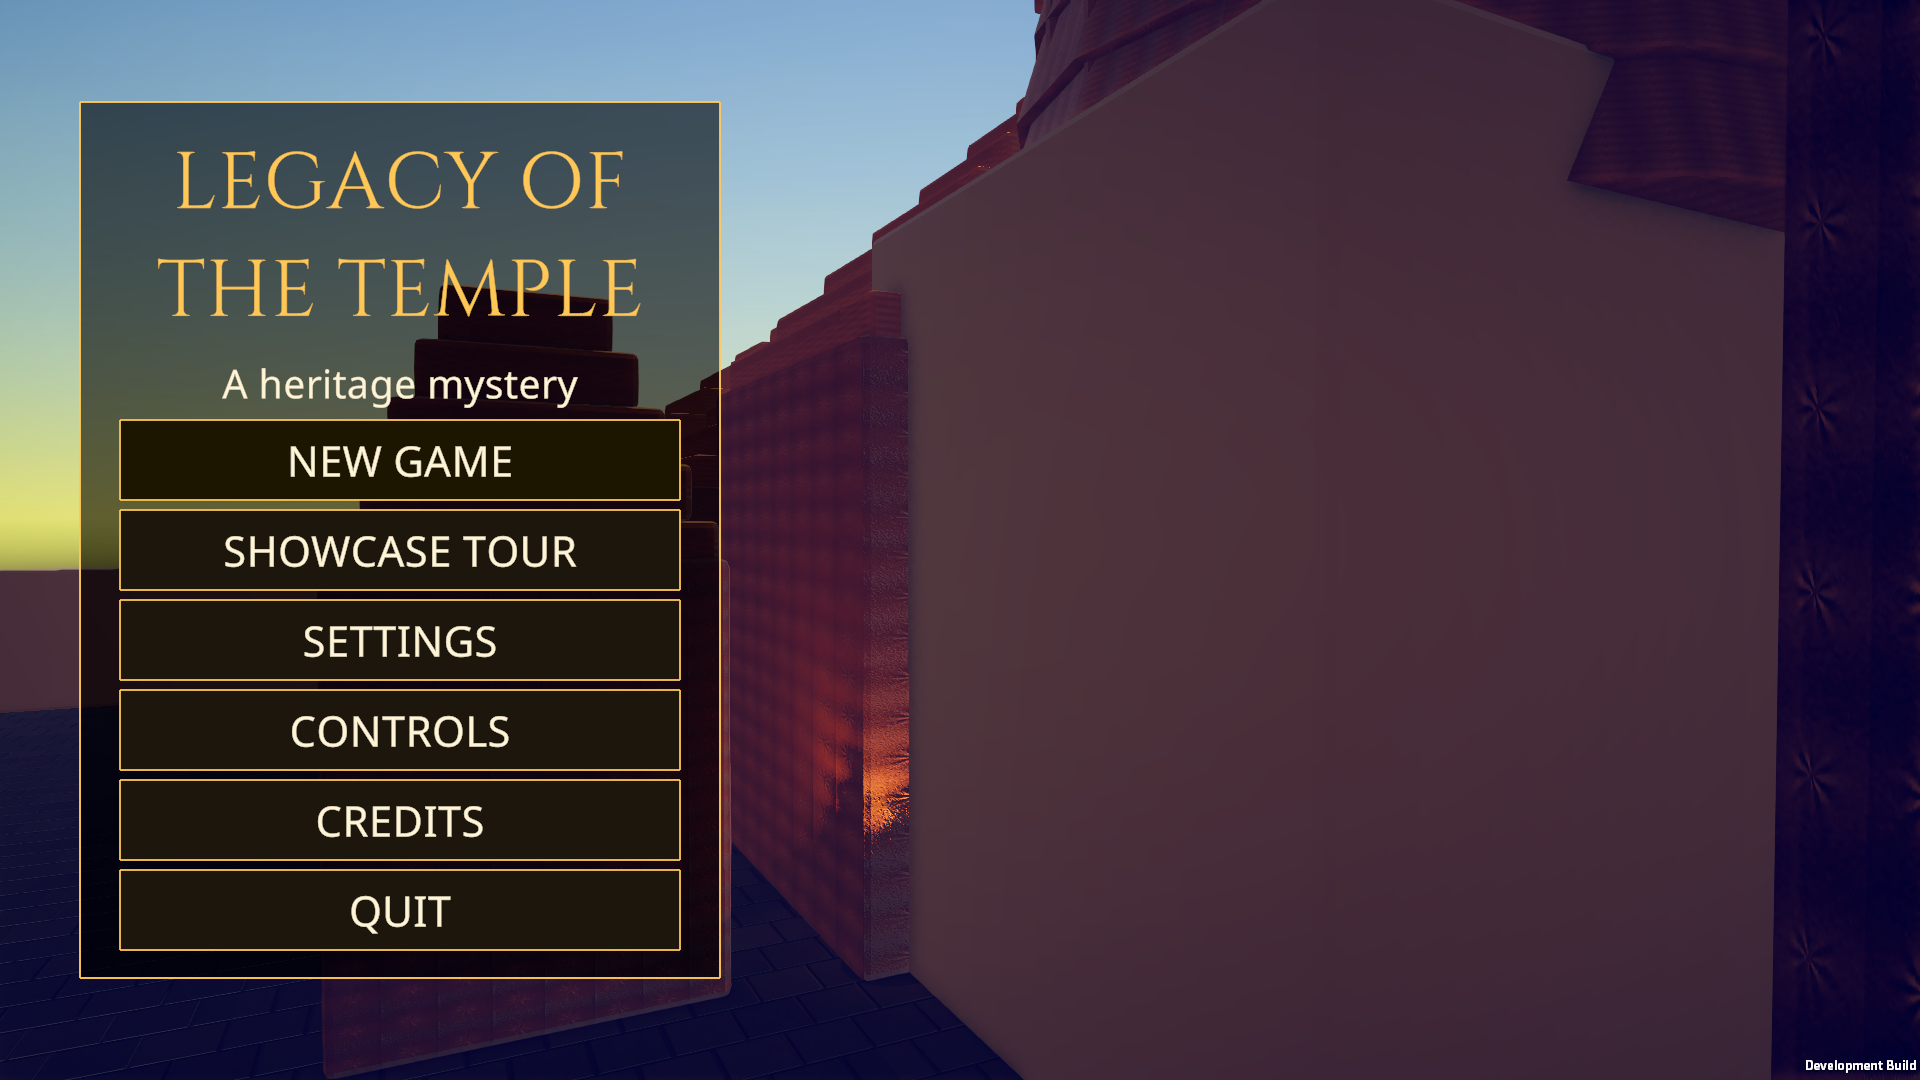 LEGACY OF
THE TEMPLE
A heritage mystery
NEW GAME
SHOWCASE TOUR
SETTINGS
CONTROLS
CREDITS
QUIT
Development Build